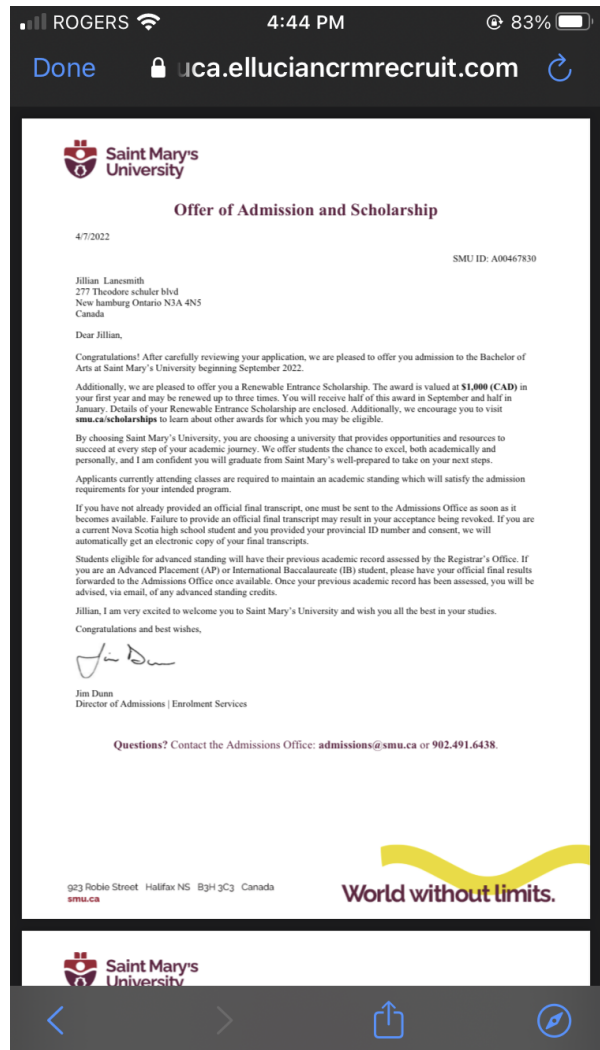 ROGERS 4:44 PM 83%
Done uca.elluciancrmrecruit.com
Saint Mary's
University
Offer of Admission and Scholarship
4/7/2022
SMU ID: A00467830
Jillian Lanesmith
277 Theodore schuler blvd
New hamburg Ontario N3A 4N5
Canada
Dear Jillian,
Congratulations! After carefully reviewing your application, we are pleased to offer you admission to the Bachelor of
Arts at Saint Mary's University beginning September 2022.
Additionally, we are pleased to offer you a Renewable Entrance Scholarship. The award is valued at $1,000 (CAD) in
your first year and may be renewed up to three times. You will receive half of this award in September and half in
January. Details of your Renewable Entrance Scholarship are enclosed. Additionally, we encourage you to visit
smu.ca/scholarships to learn about other awards for which you may be eligible.
By choosing Saint Mary's University, you are choosing a university that provides opportunities and resources to
succeed at every step of your academic journey. We offer students the chance to excel, both academically and
personally, and I am confident you will graduate from Saint Mary's well-prepared to take on your next steps.
Applicants currently attending classes are required to maintain an academic standing which will satisfy the admission
requirements for your intended program.
If you have not already provided an official final transcript, one must be sent to the Admissions Office as soon as it
becomes available. Failure to provide an official final transcript may result in your acceptance being revoked. If you are
a current Nova Scotia high school student and you provided your provincial ID number and consent, we will
automatically get an electronic copy of your final transcripts.
Students eligible for advanced standing will have their previous academic record assessed by the Registrar's Office. If
you are an Advanced Placement (AP) or International Baccalaureate (IB) student, please have your official final results
forwarded to the Admissions Office once available. Once your previous academic record has been assessed, you will be
advised, via email, of any advanced standing credits.
Jillian, I am very excited to welcome you to Saint Mary's University and wish you all the best in your studies.
Congratulations and best wishes,
Jim Dunn
Jim Dunn
Director of Admissions | Enrolment Services
Questions? Contact the Admissions Office: admissions@smu.ca or 902.491.6438.
923 Robie Street Halifax NS B3H 3C3 Canada
smu.ca
World without limits.
Saint Mary's
University